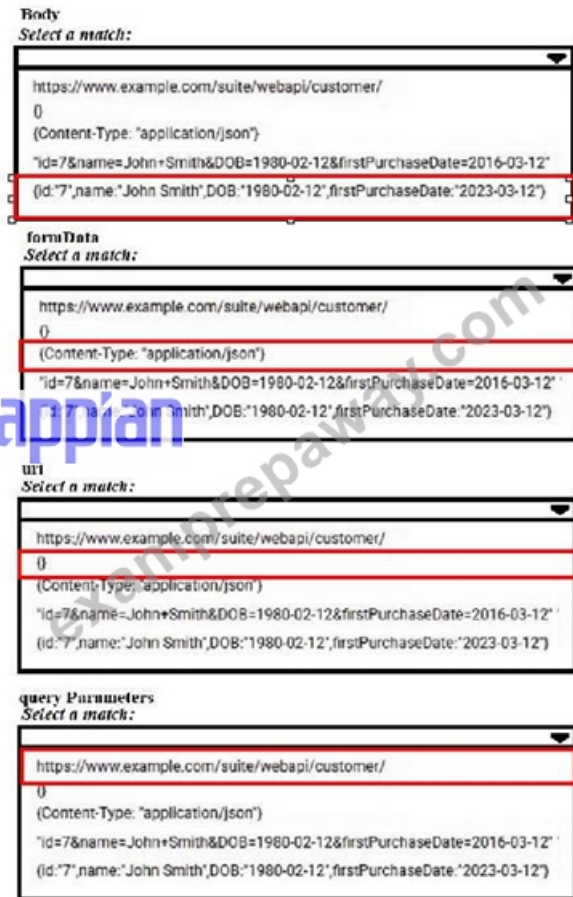 Body
Select a match:
https://www.example.com/suite/webapi/customer/
{}
{Content-Type: "application/json"}
"id=7&name=John+Smith&DOB=1980-02-12&firstPurchaseDate=2016-03-12"
{id:"7",name:"John Smith",DOB:"1980-02-12",firstPurchaseDate:"2023-03-12"}
formData
Select a match:
https://www.example.com/suite/webapi/customer/
{}
{Content-Type: "application/json"}
"id=7&name=John+Smith&DOB=1980-02-12&firstPurchaseDate=2016-03-12"
"John Smith",DOB:"1980-02-12",firstPurchaseDate:"2023-03-12"}
appian
uri
Select a match:
https://www.example.com/suite/webapi/customer/
{}
{Content-Type: "application/json"}
"id=7&name=John+Smith&DOB=1980-02-12&firstPurchaseDate=2016-03-12"
{id:"7",name:"John Smith",DOB:"1980-02-12",firstPurchaseDate:"2023-03-12"}
query Parameters
Select a match:
https://www.example.com/suite/webapi/customer/
{}
{Content-Type: "application/json"}
"id=7&name=John+Smith&DOB=1980-02-12&firstPurchaseDate=2016-03-12"
{id:"7",name:"John Smith",DOB:"1980-02-12",firstPurchaseDate:"2023-03-12"}
examprepaway.com